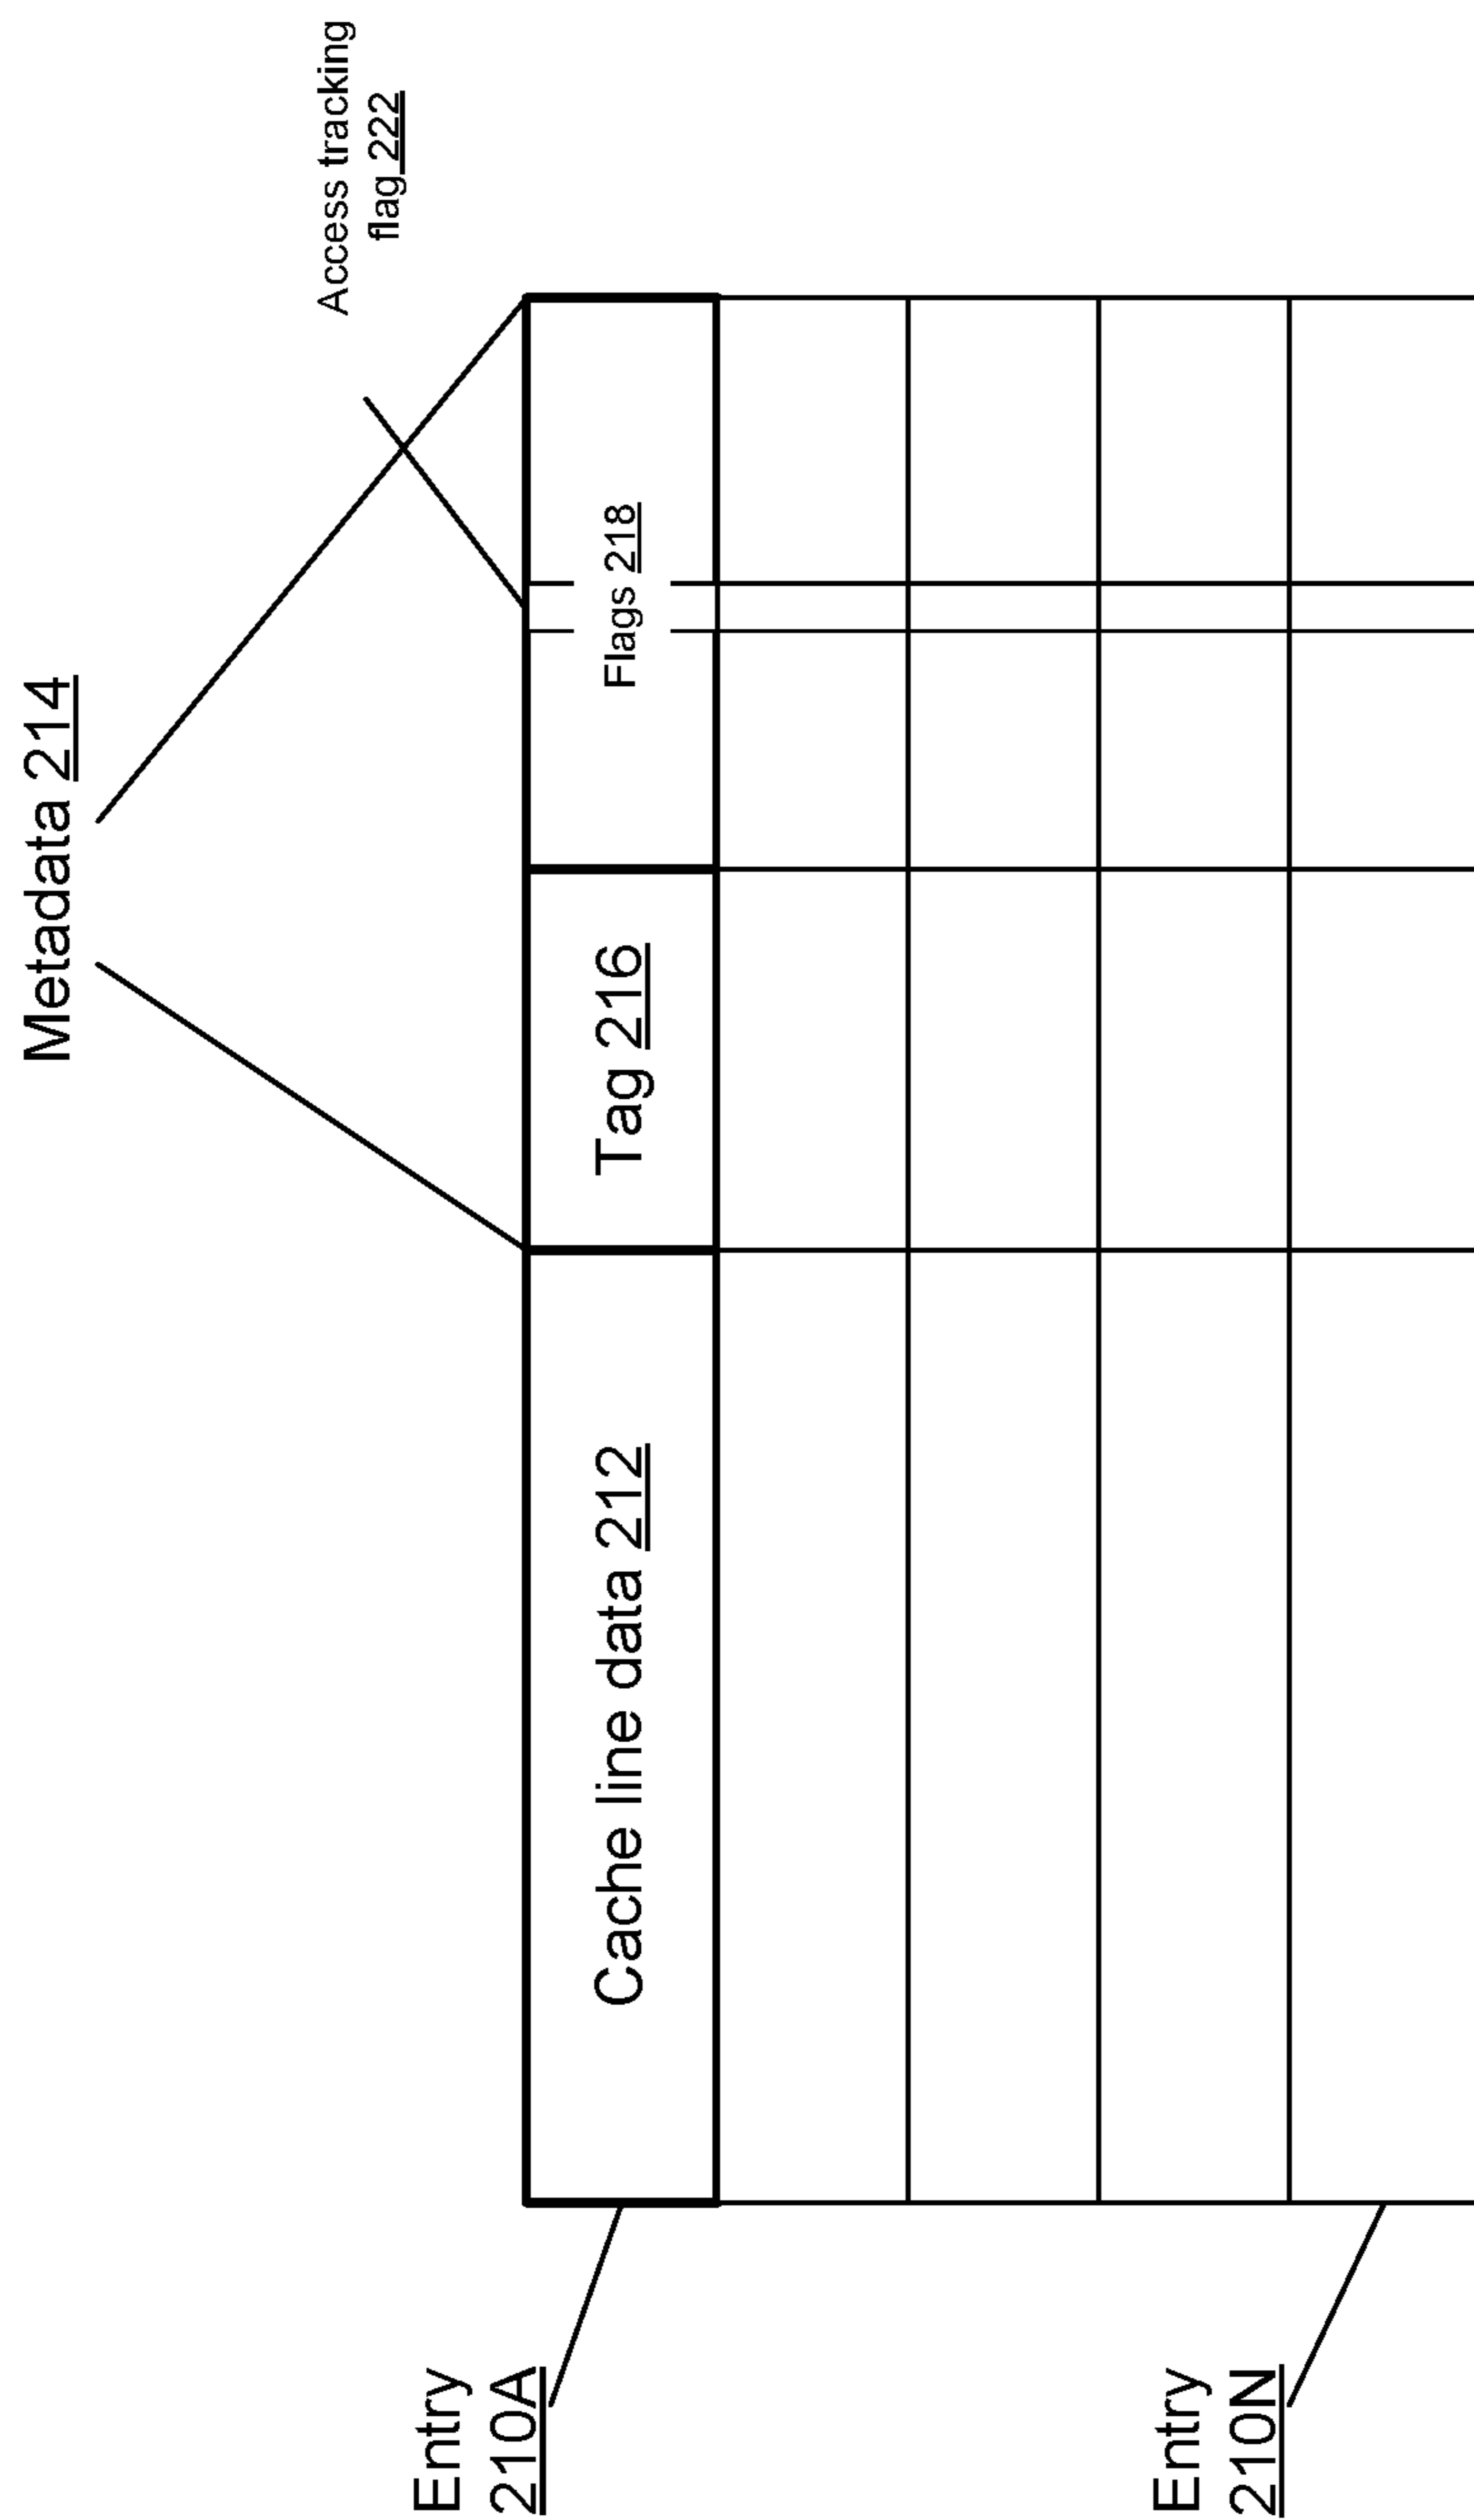 Metadata 214
Access tracking
flag 222
Entry
210A
Cache line data 212
Tag 216
Flags 218
Entry
210N